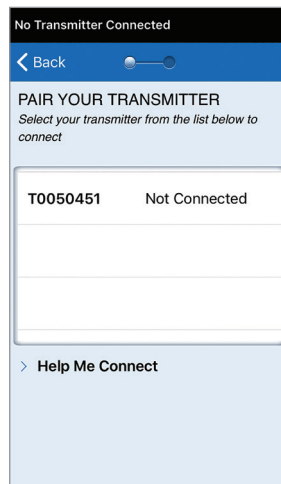 No Transmitter Connected
Back
PAIR YOUR TRANSMITTER
Select your transmitter from the list below to
connect
T0050451 Not Connected
Help Me Connect